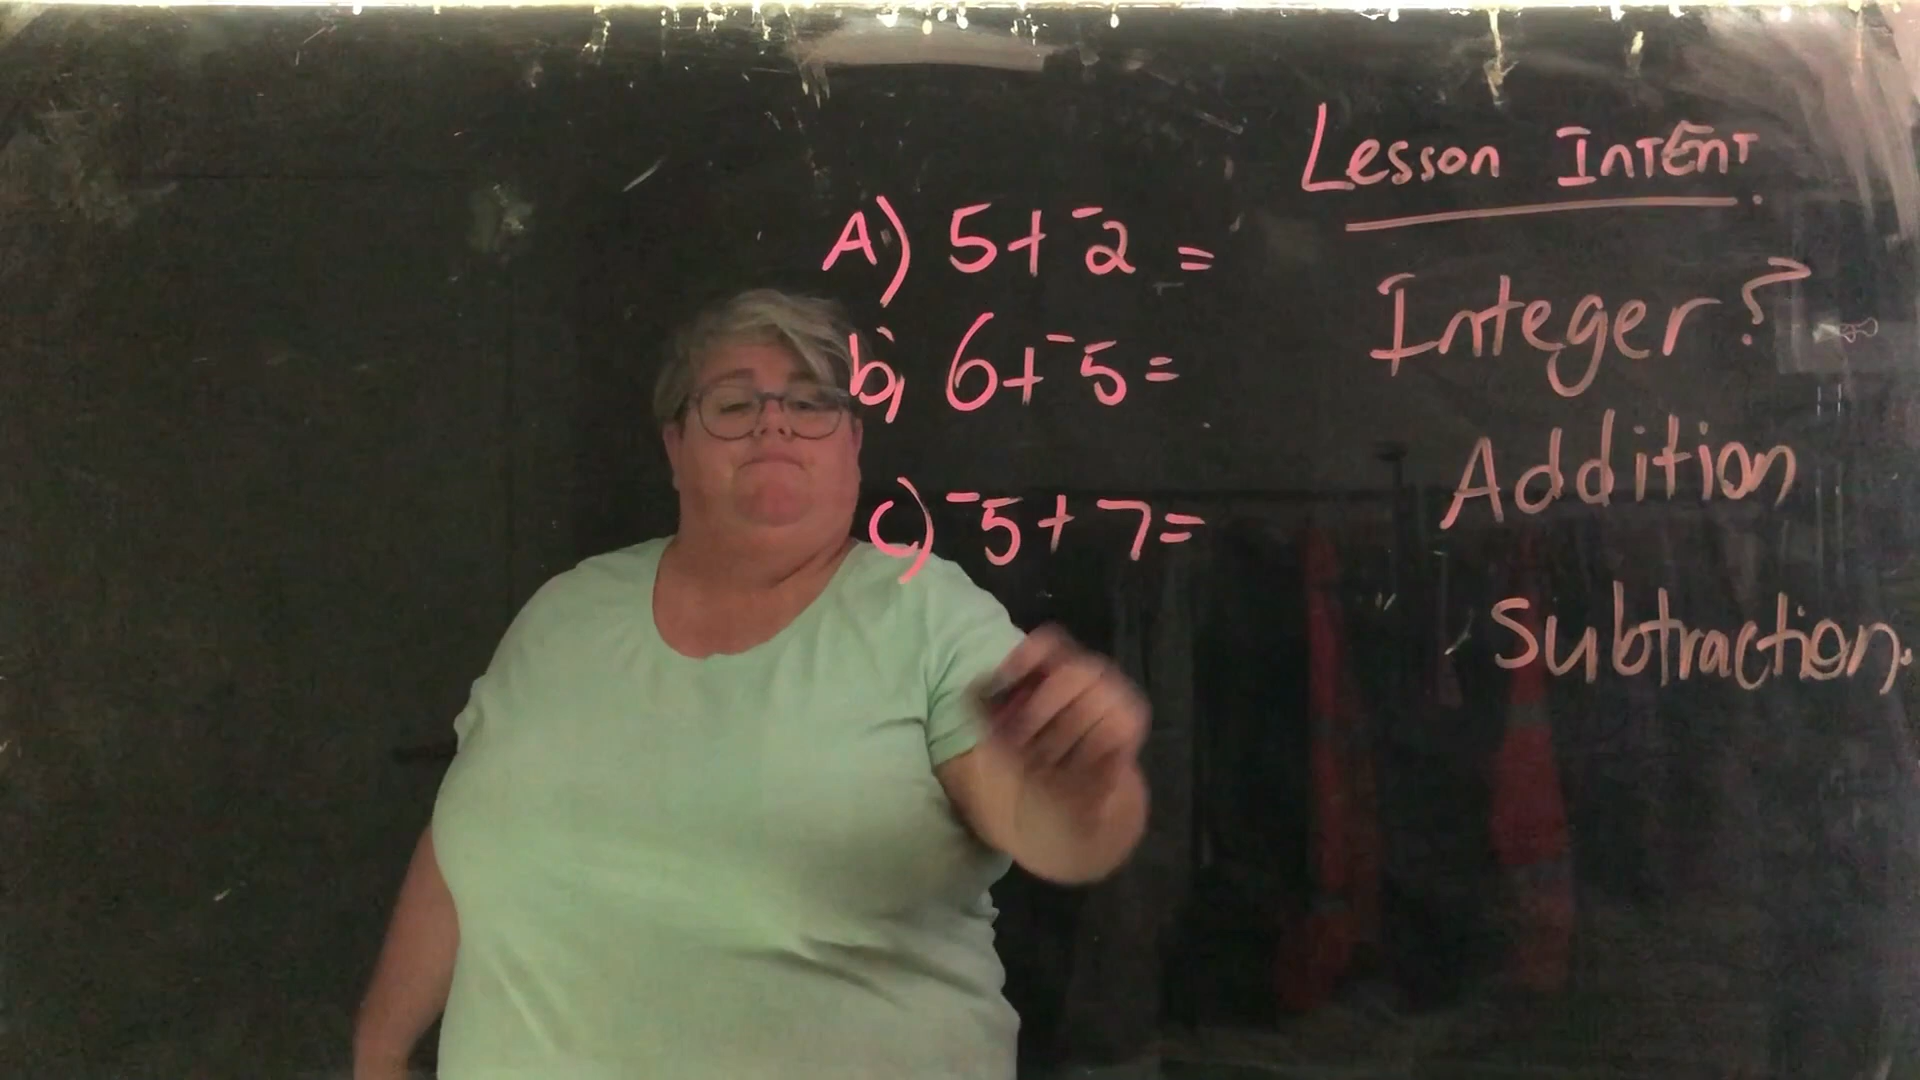 Lesson Intent.
A) 5 + ⁻2 =
b) 6 + ⁻5 =
c) ⁻5 + 7 =
Integer?
Addition
Subtraction.